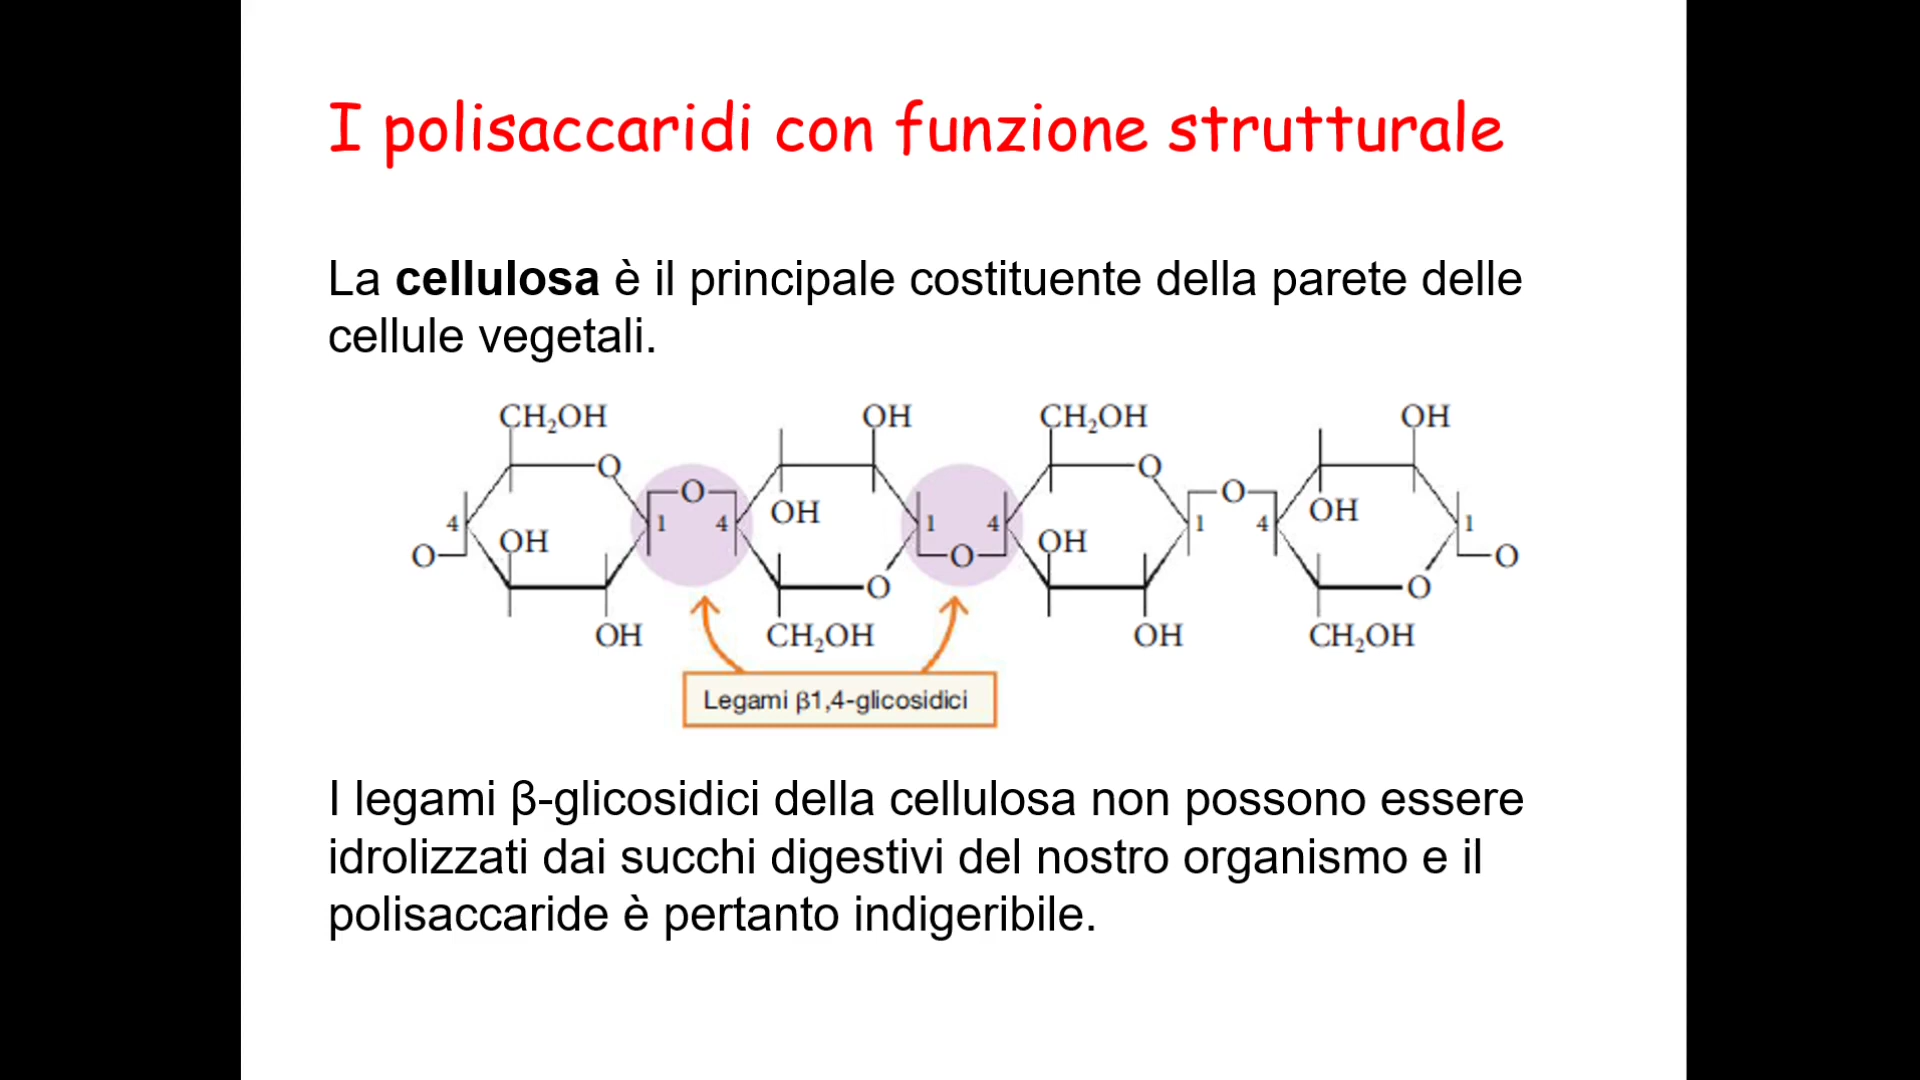 I polisaccaridi con funzione strutturale
La cellulosa è il principale costituente della parete delle
cellule vegetali.
CH₂OH OH CH₂OH OH
O O
O O
OH OH
4 1 4 1 4 1 4 1
OH OH
O O O
O O
OH CH₂OH OH CH₂OH
Legami β1,4-glicosidici
I legami β-glicosidici della cellulosa non possono essere
idrolizzati dai succhi digestivi del nostro organismo e il
polisaccaride è pertanto indigeribile.